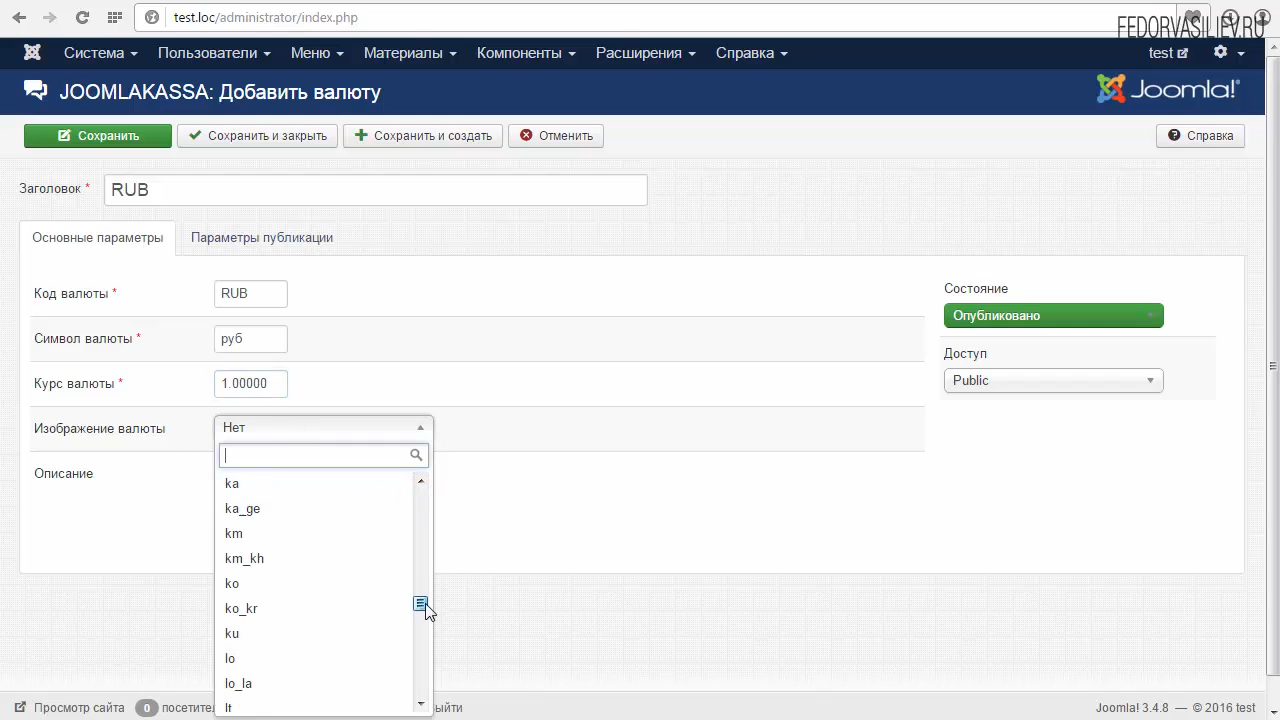 test.loc/administrator/index.php
FEDORVASILIEV.RU
Система Пользователи Меню Материалы Компоненты Расширения Справка test
JOOMLAKASSA: Добавить валюту
Joomla!
Сохранить Сохранить и закрыть Сохранить и создать Отменить Справка
Заголовок * RUB
Основные параметры Параметры публикации
Код валюты * RUB
Символ валюты * руб
Курс валюты * 1.00000
Изображение валюты Нет
ka
ka_ge
km
km_kh
ko
ko_kr
ku
lo
lo_la
lt
Описание
Состояние
Опубликовано
Доступ
Public
Просмотр сайта 0 посетител ыйти Joomla! 3.4.8 — © 2016 test